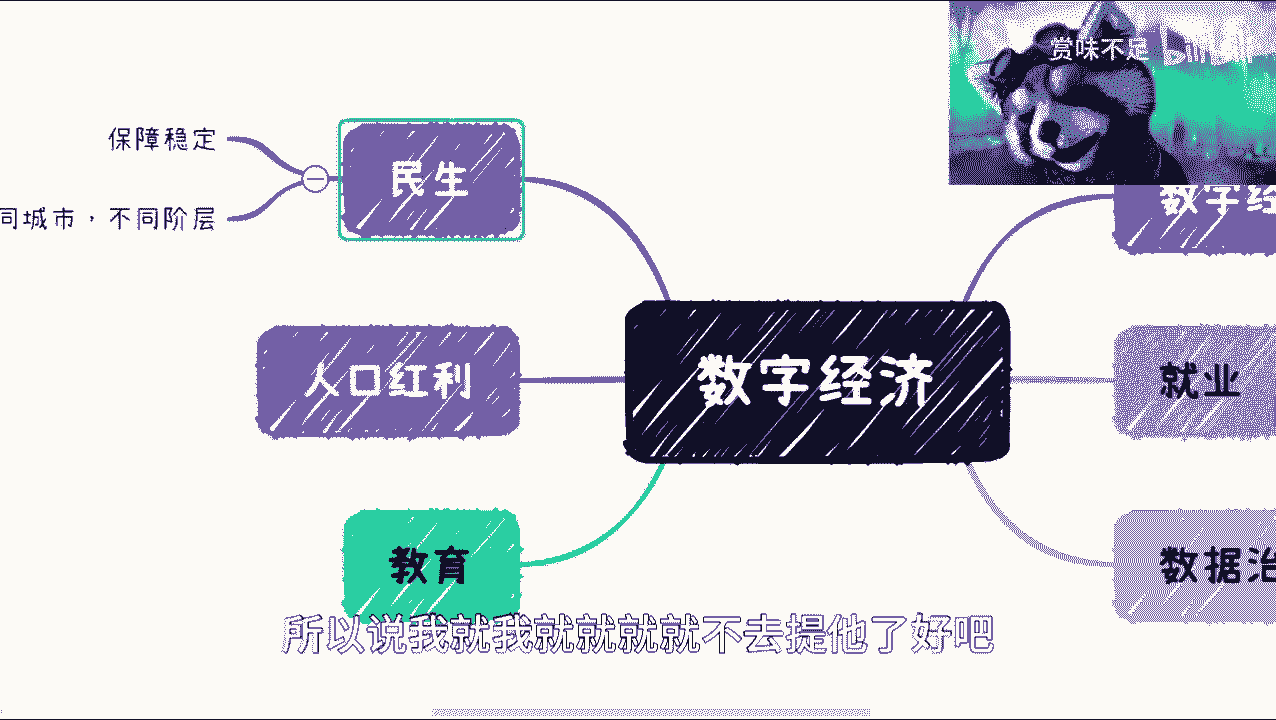 赏味不足
保障稳定
民生
同城市，不同阶层
数字经
人口红利
数字经济
就业
教育
数据治
所以说我就我就就就就不去提他了好吧